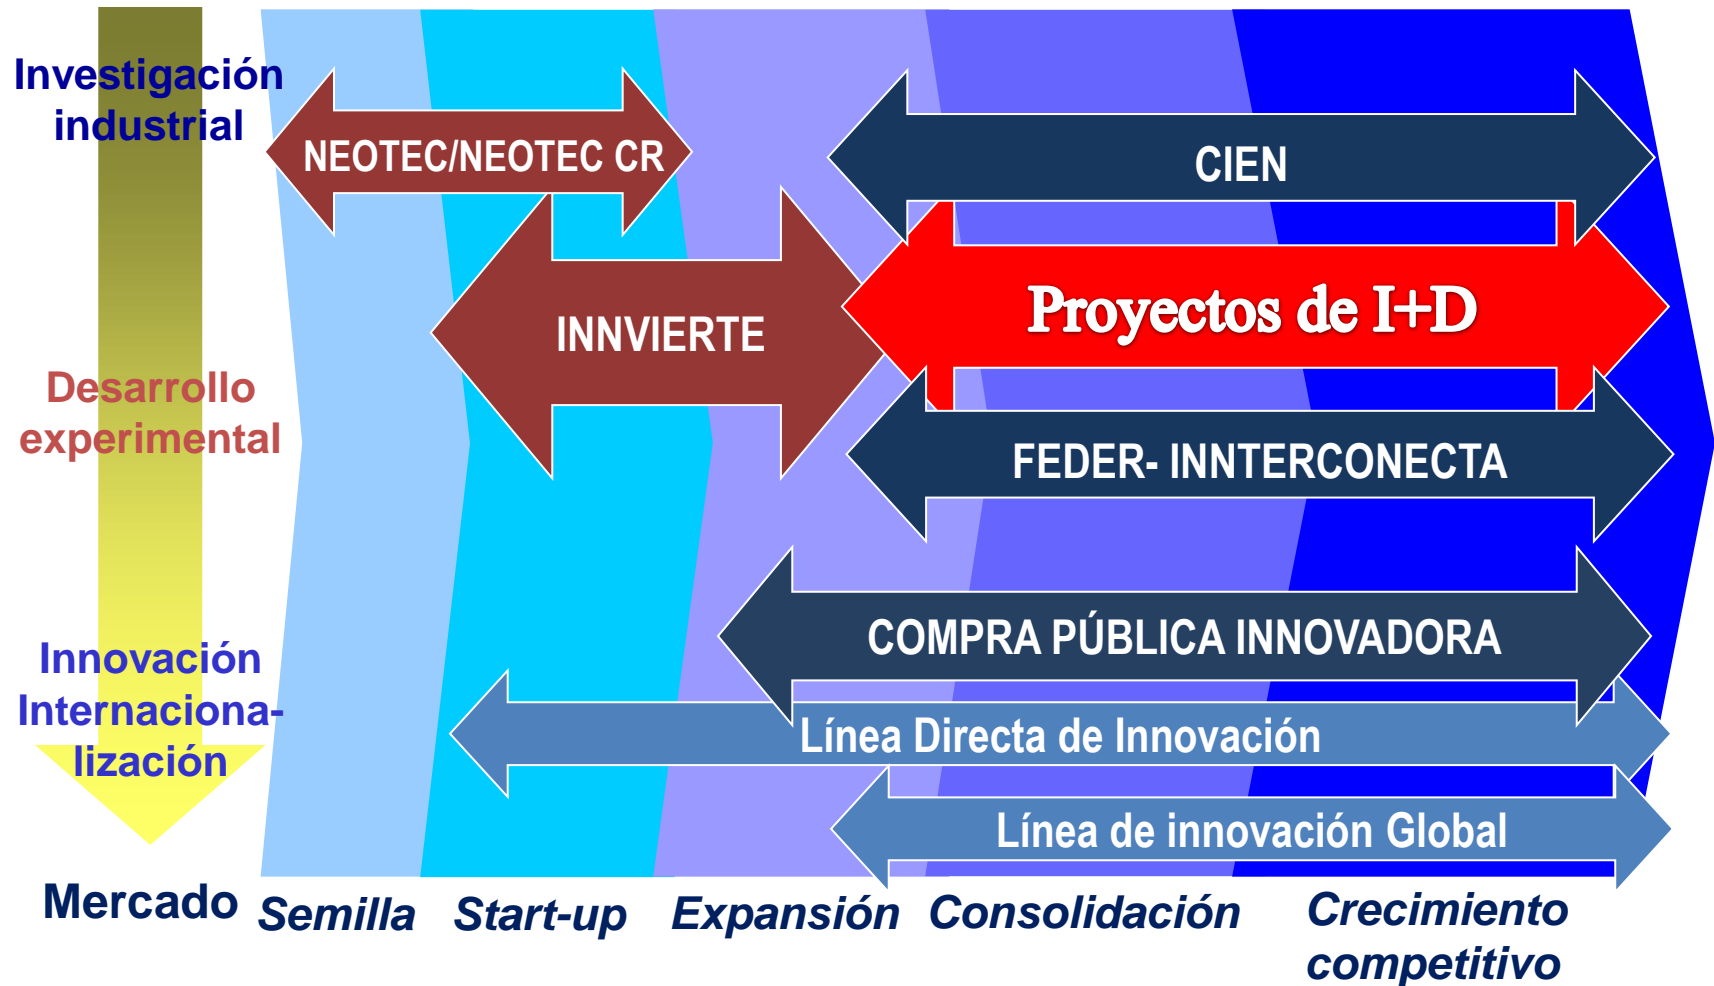 Investigación
industrial
NEOTEC/NEOTEC CR
CIEN
Proyectos de I+D
INNVIERTE
Desarrollo
experimental
FEDER- INNTERCONECTA
COMPRA PÚBLICA INNOVADORA
Innovación
Internaciona-
lización
Línea Directa de Innovación
Línea de innovación Global
Mercado
Semilla
Start-up
Expansión
Consolidación
Crecimiento
competitivo